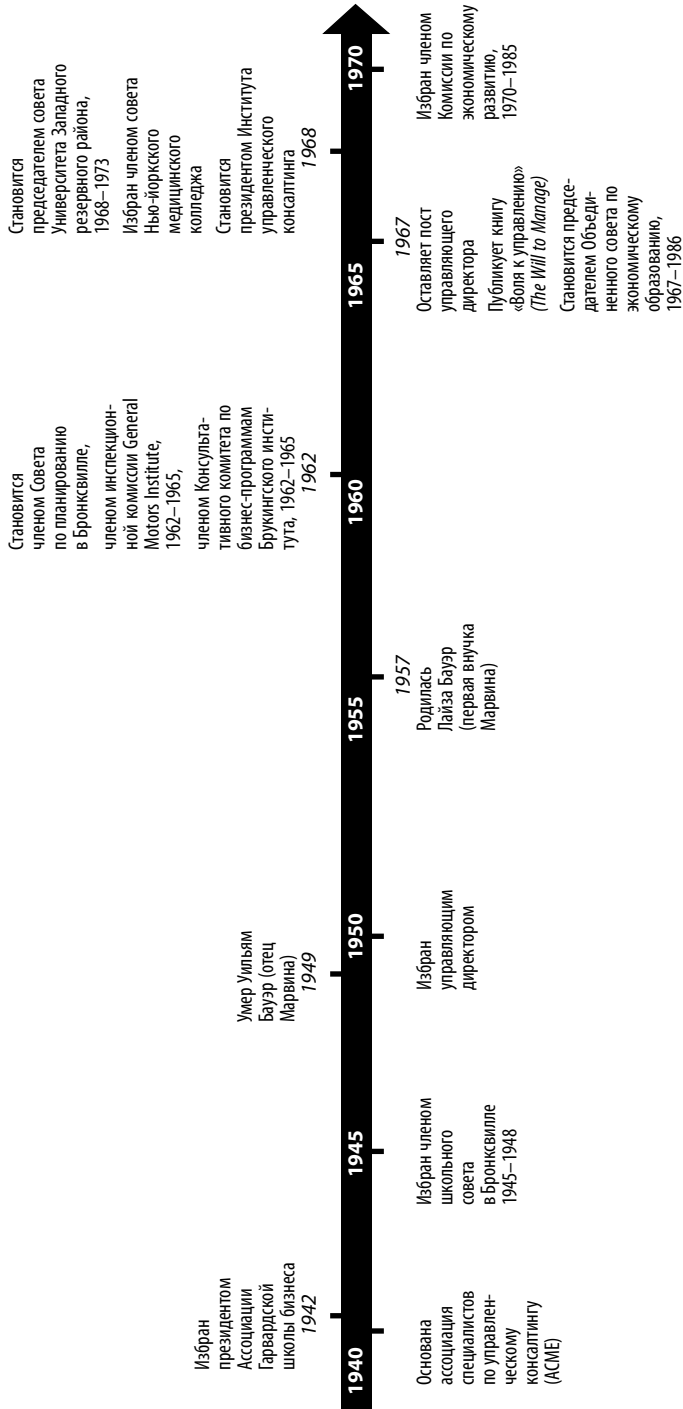 Избран
президентом
Ассоциации
Гарвардской
школы бизнеса
1942
Умер Уильям
Бауэр (отец
Марвина)
1949
Становится
членом Совета
по планированию
в Бронксвилле,
членом инспекцион-
ной комиссии General
Motors Institute,
1962–1965,
членом Консульта-
тивного комитета по
бизнес-программам
Брукингского инсти-
тута, 1962–1965
1962
Становится
председателем совета
Университета Западного
резервного района,
1968–1973
Избран членом совета
Нью-йоркского
медицинского
колледжа
Становится
президентом Института
управленческого
консалтинга
1968
1940
1945
1950
1955
1960
1965
1970
Основана
ассоциация
специалистов
по управлен-
ческому
консалтингу
(ACME)
Избран членом
школьного
совета
в Бронксвилле
1945–1948
Избран
управляющим
директором
1957
Родилась
Лайза Бауэр
(первая внучка
Марвина)
1967
Оставляет пост
управляющего
директора
Публикует книгу
«Воля к управлению»
(The Will to Manage)
Становится предсе-
дателем Объеди-
ненного совета по
экономическому
образованию,
1967–1986
Избран членом
Комиссии по
экономическому
развитию,
1970–1985